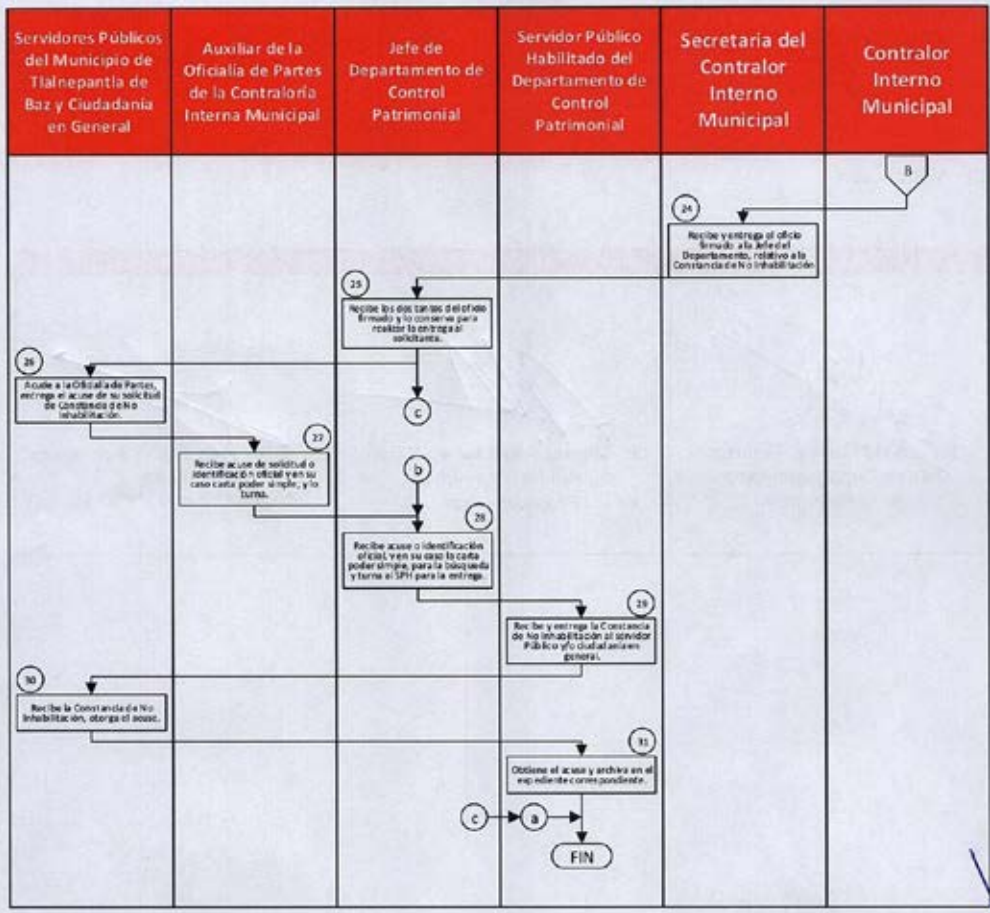 Servidores Públicos
del Municipio de
Tlalnepantla de
Baz y Ciudadanía
en General
Auxiliar de la
Oficialía de Partes
de la Contraloría
Interna Municipal
Jefe de
Departamento de
Control
Patrimonial
Servidor Público
Habilitado del
Departamento de
Control
Patrimonial
Secretaria del
Contralor
Interno
Municipal
Contralor
Interno
Municipal
B
24
Recibe y entrega el oficio
firmado a la Jefe del
Departamento, relativo a la
Constancia de No Inhabilitación
25
Recibe los dos tantos del oficio
firmado y lo conserva para
realizar la entrega al
solicitante.
26
Acude a la Oficialía de Partes,
entrega el acuse de su solicitud
de Constancia de No
Inhabilitación.
c
27
Recibe acuse de solicitud o
identificación oficial y en su
caso carta poder simple, y lo
turna.
b
28
Recibe acuse o identificación
oficial, y en su caso la carta
poder simple, para la búsqueda
y turna al SPH para la entrega.
29
Recibe y entrega la Constancia
de No Inhabilitación al servidor
Público y/o ciudadanía en
general.
30
Recibe la Constancia de No
Inhabilitación, otorga el acuse.
31
Obtiene el acuse y archiva en el
expediente correspondiente.
c
a
FIN